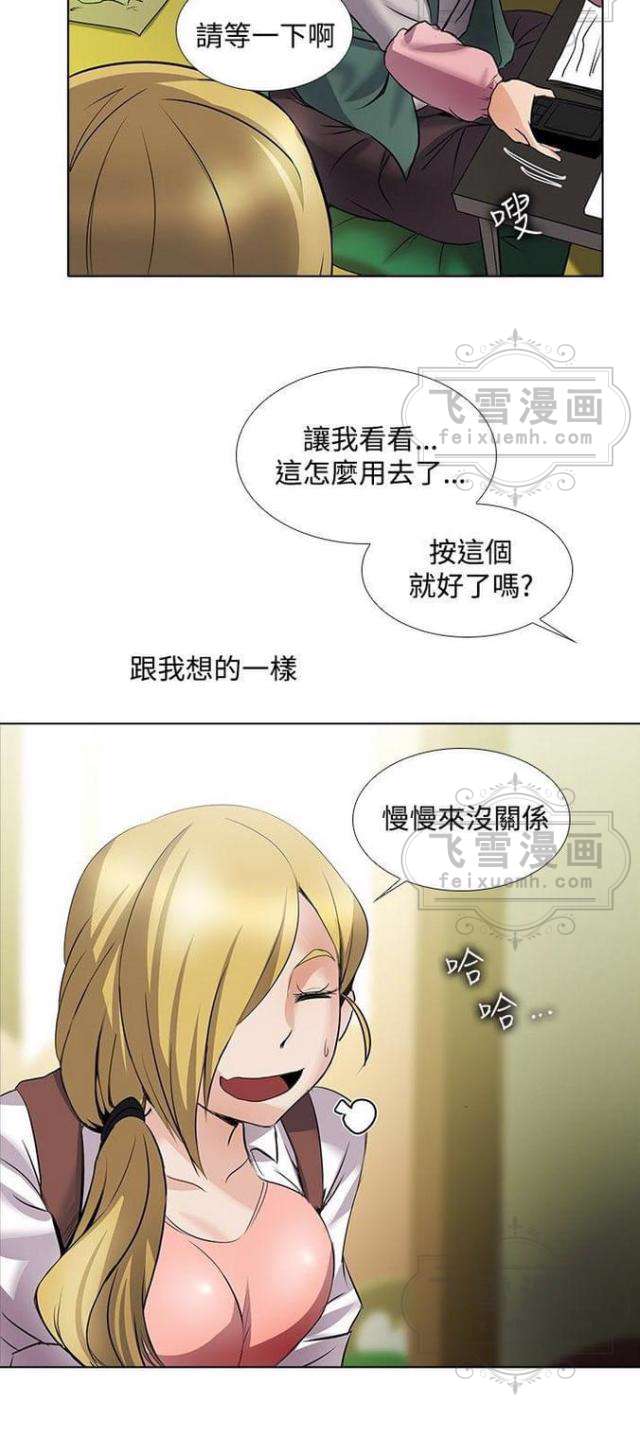 請等一下啊
嗖
飞雪漫画
feixuemh.com
讓我看看...
這怎麼用去了...
按這個
就好了嗎?
跟我想的一樣
慢慢來沒關係
飞雪漫画
feixuemh.com
哈
哈...